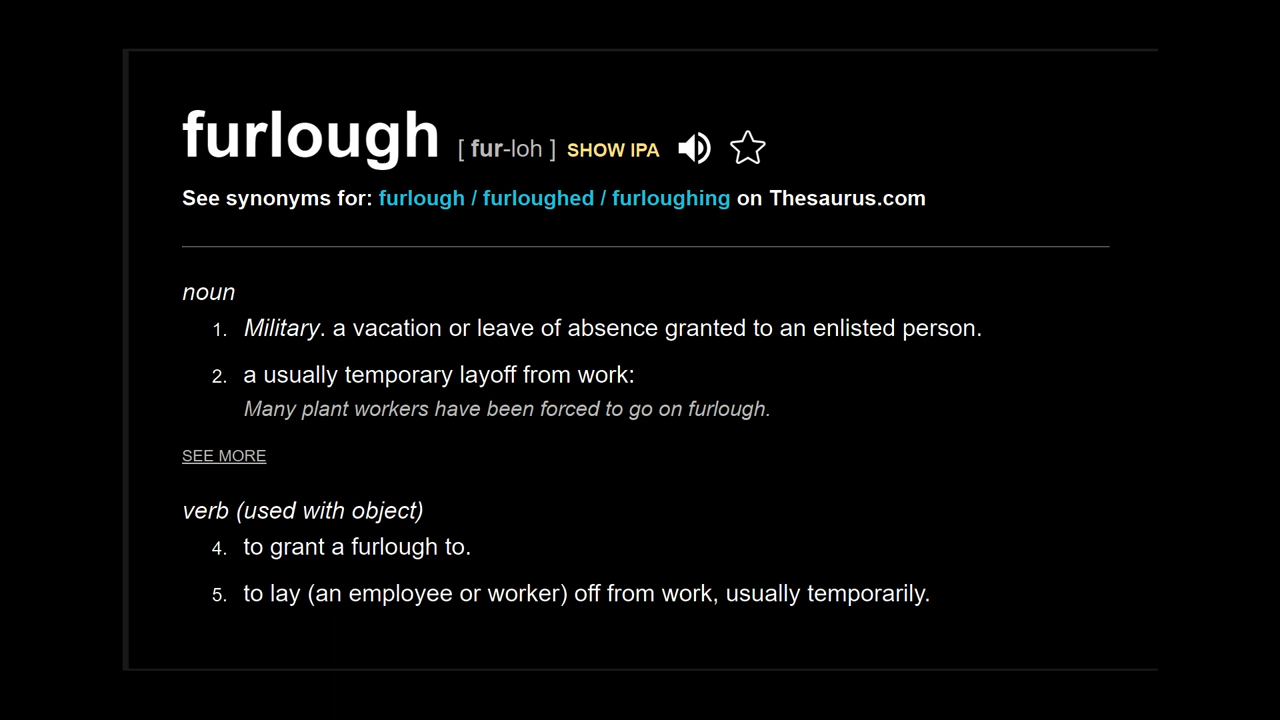 furlough [ fur-loh ] SHOW IPA
See synonyms for: furlough / furloughed / furloughing on Thesaurus.com
noun
1. Military. a vacation or leave of absence granted to an enlisted person.
2. a usually temporary layoff from work:
Many plant workers have been forced to go on furlough.
SEE MORE
verb (used with object)
4. to grant a furlough to.
5. to lay (an employee or worker) off from work, usually temporarily.